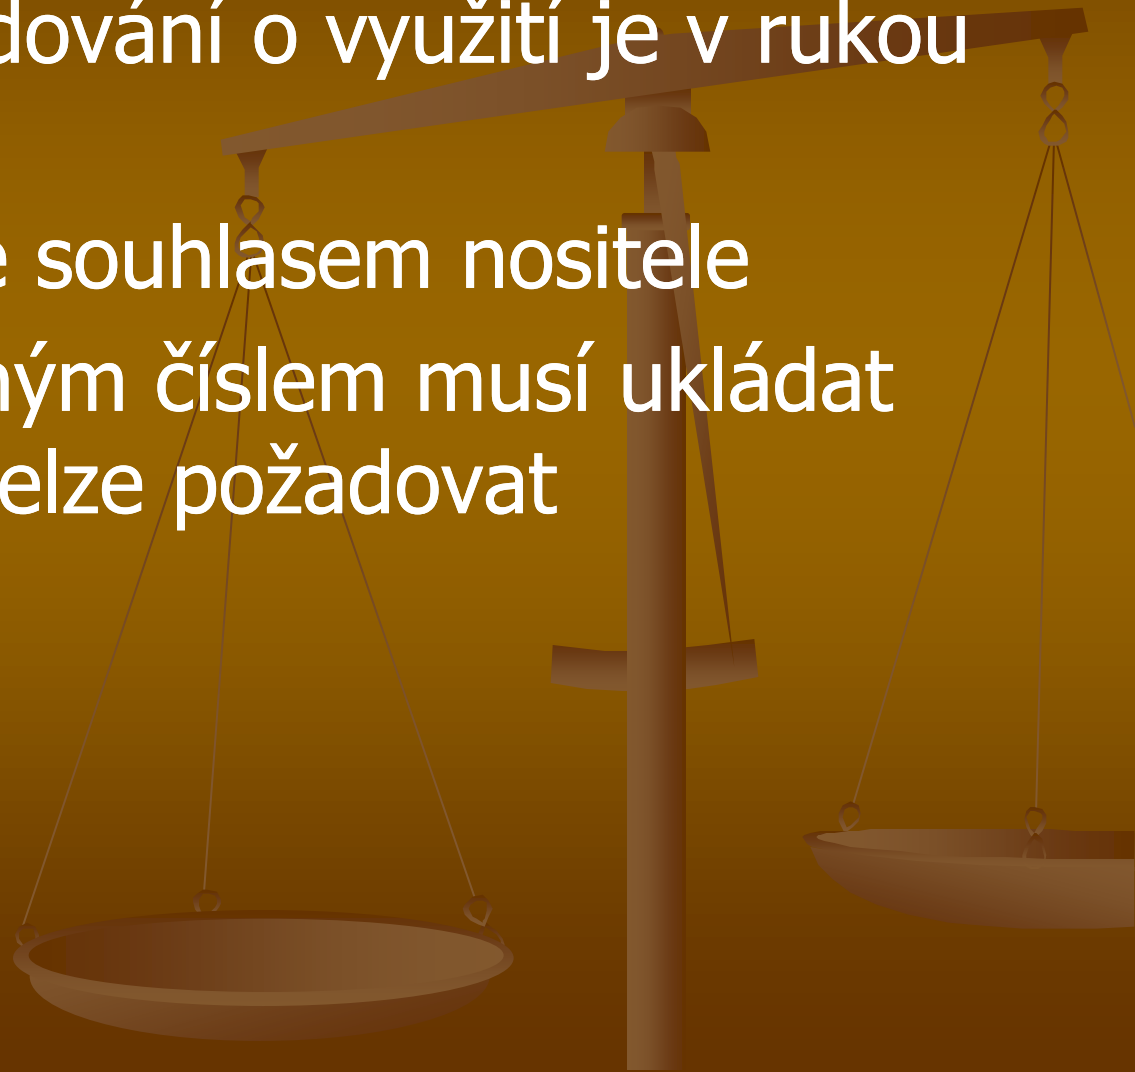 dování o využití je v rukou
e souhlasem nositele
ným číslem musí ukládat
elze požadovat